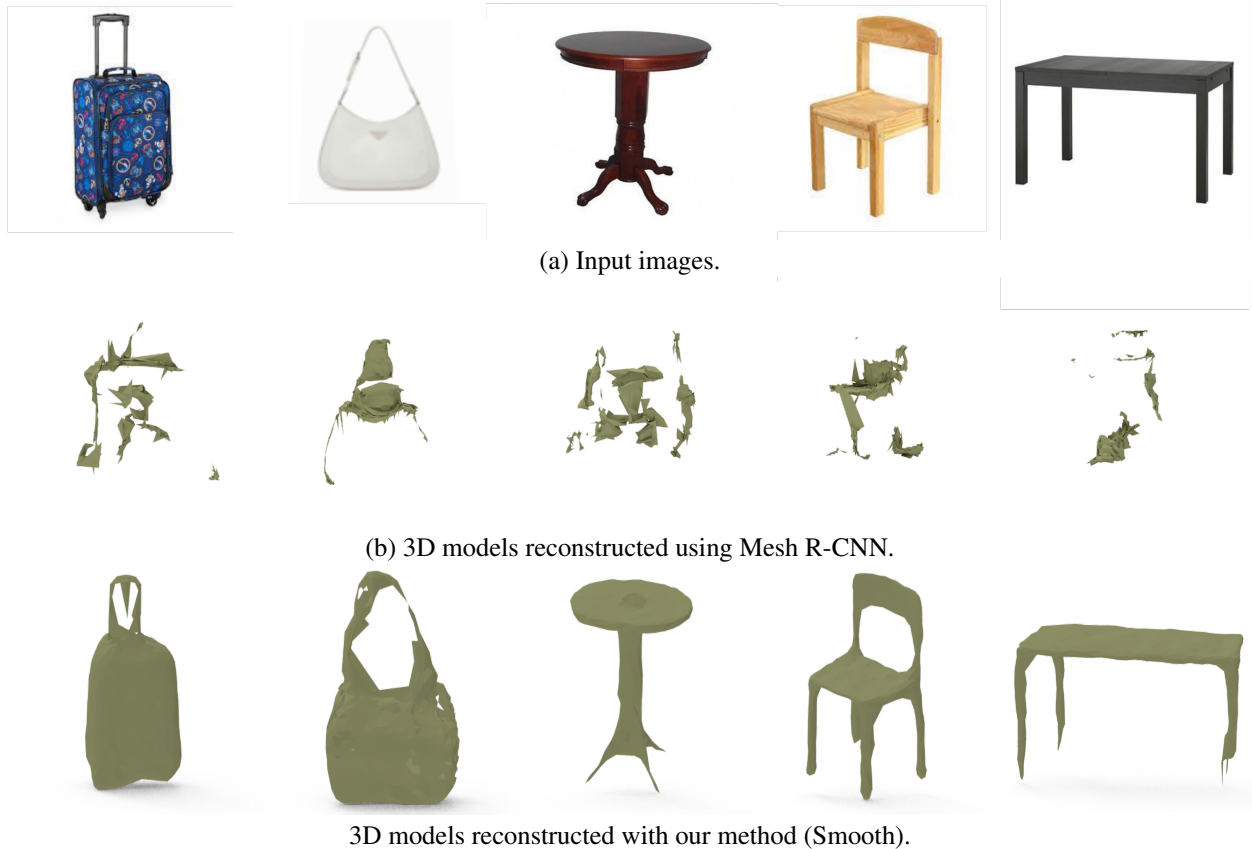 (a) Input images.
(b) 3D models reconstructed using Mesh R-CNN.
3D models reconstructed with our method (Smooth).